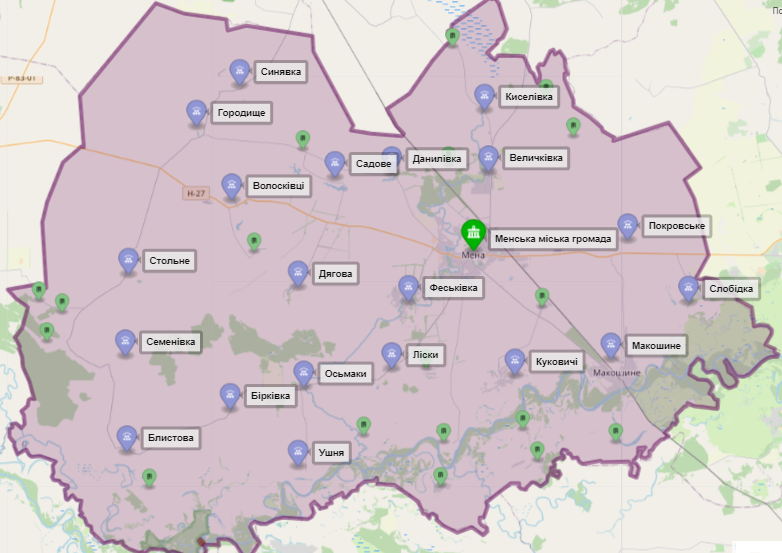 По
Синявка
Р-83-01
Киселівка
Городище
Садове
Данилівка
Величківка
Волосківці
Н-27
Покровське
Менська міська громада
Мена
Стольне
Дягова
Феськівка
Слобідка
Семенівка
Ліски
Макошине
Куковичі
Осьмаки
Макошине
Бірківка
Блистова
Ушня